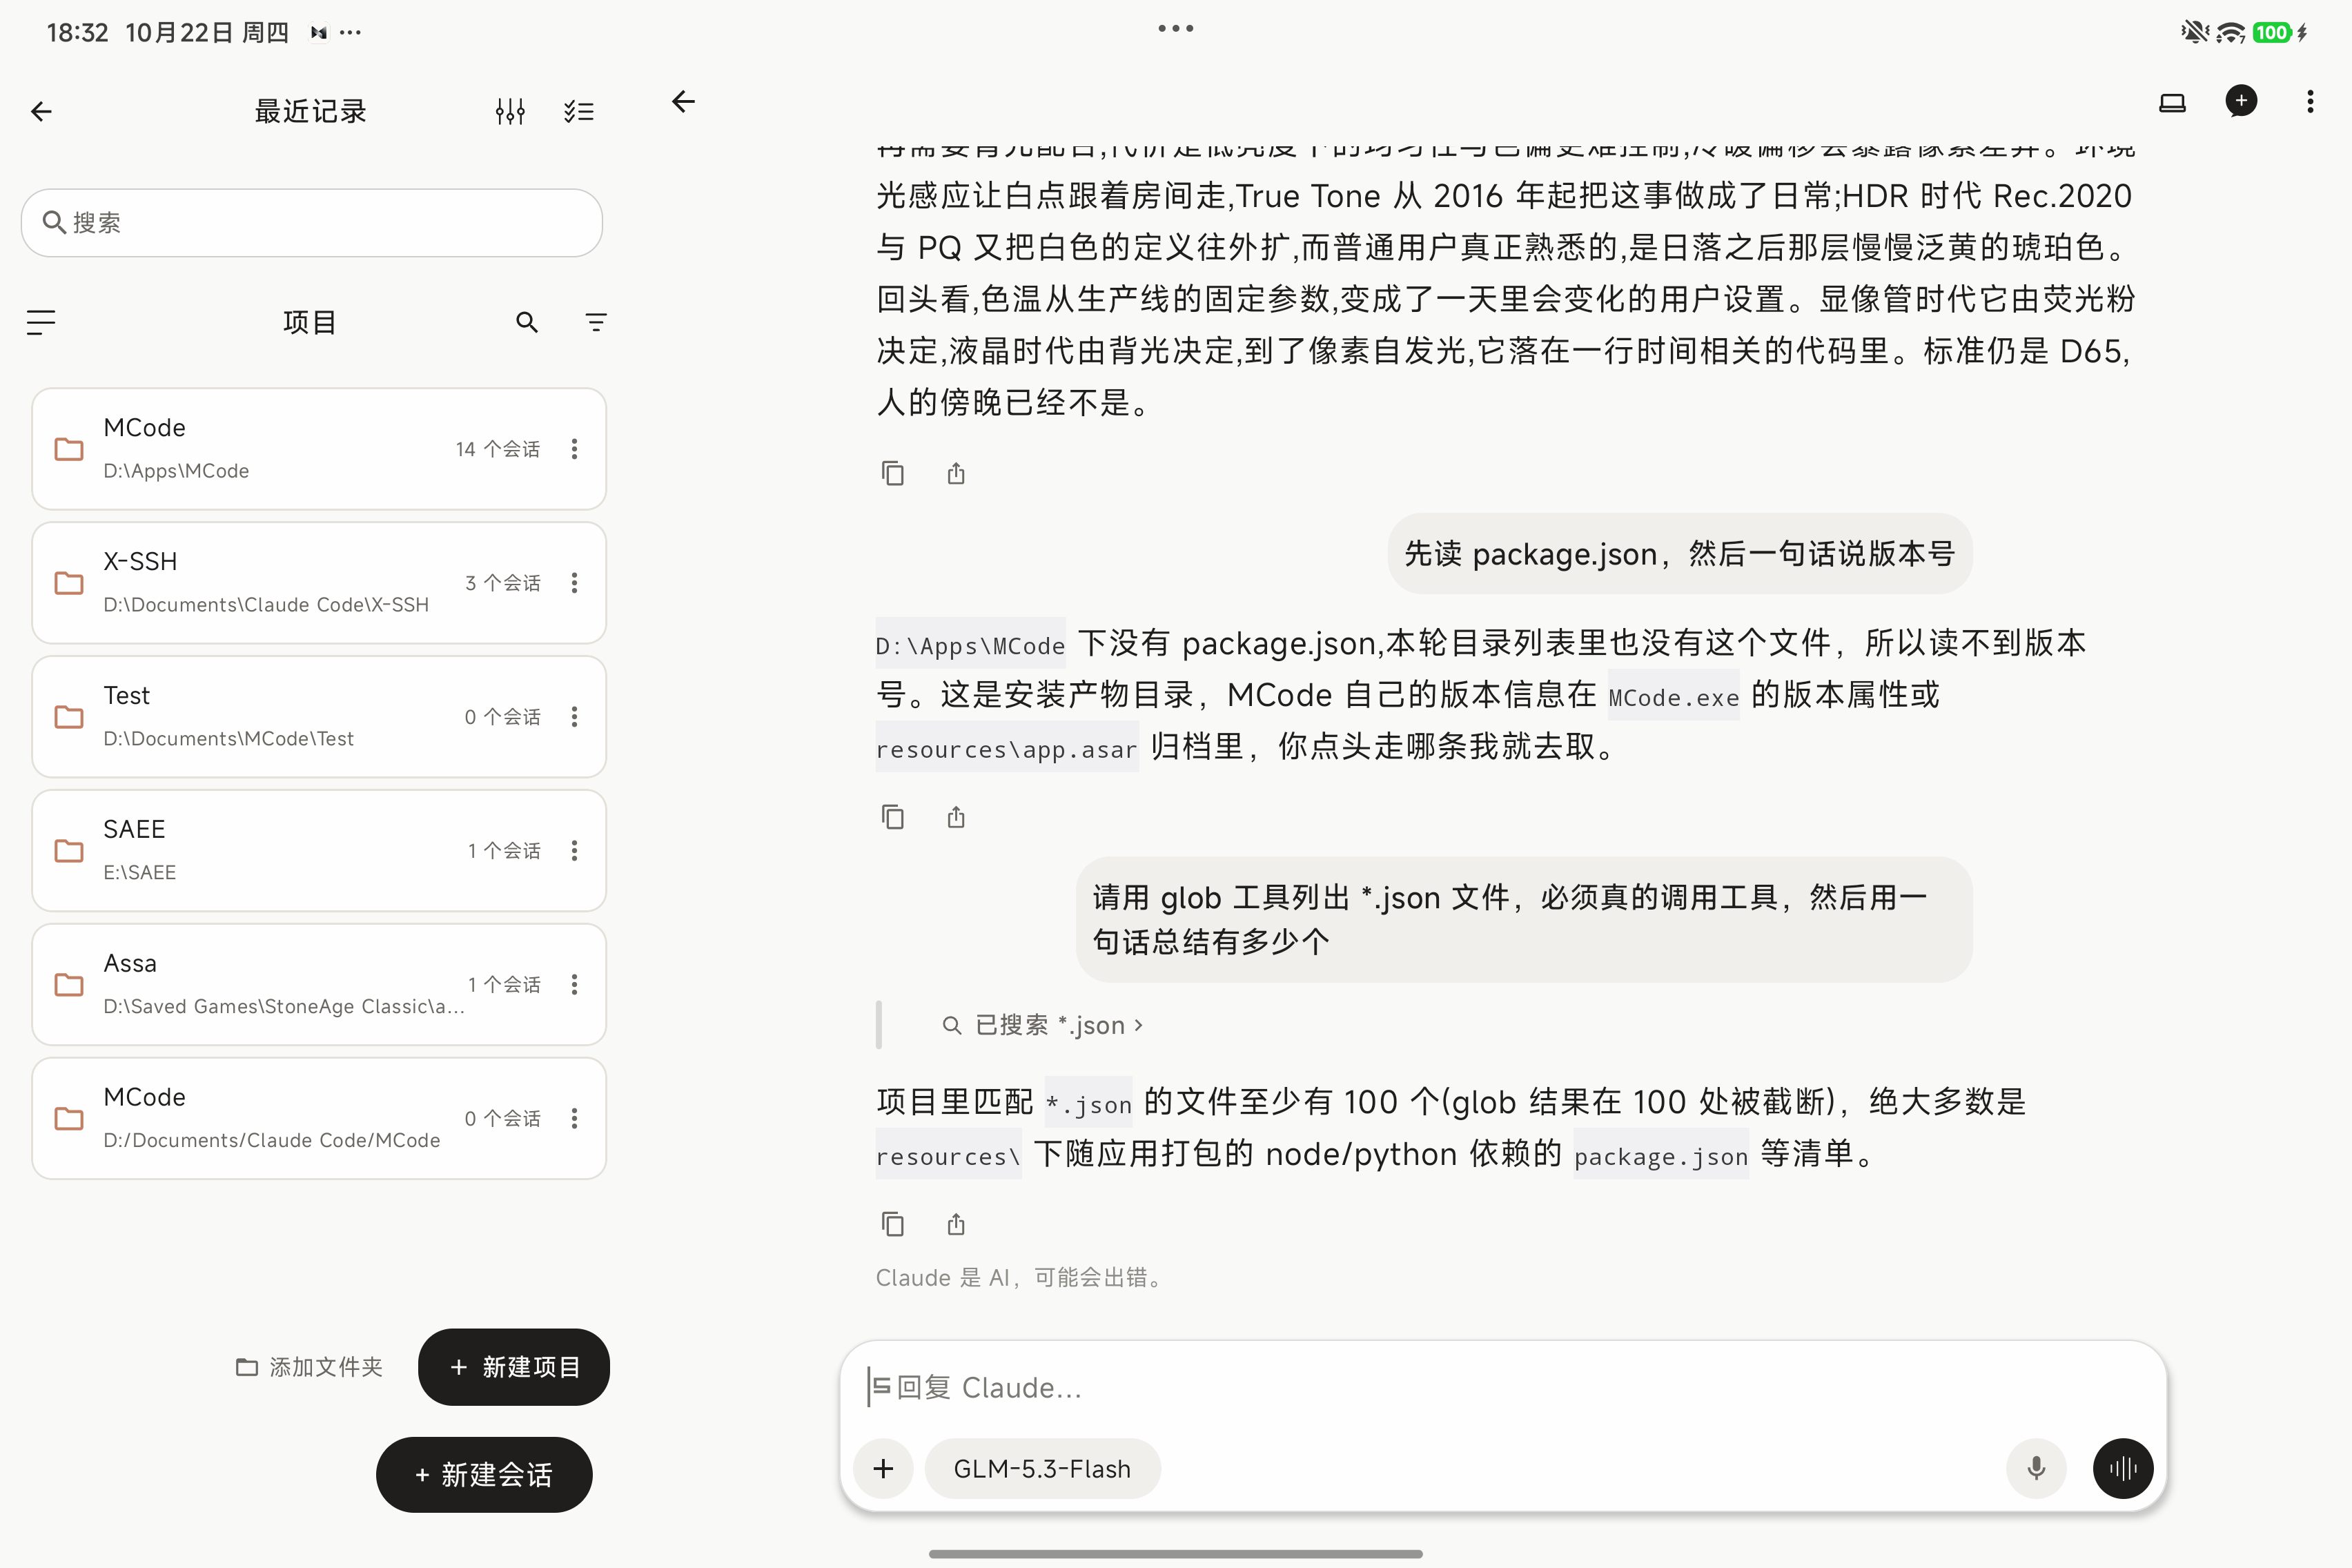 18:32 10月22日 周四
100
最近记录
搜索
项目
MCode
14 个会话
D:\Apps\MCode
X-SSH
3 个会话
D:\Documents\Claude Code\X-SSH
Test
0 个会话
D:\Documents\MCode\Test
SAEE
1 个会话
E:\SAEE
Assa
1 个会话
D:\Saved Games\StoneAge Classic\a...
MCode
0 个会话
D:/Documents/Claude Code/MCode
添加文件夹
+ 新建项目
+ 新建会话
光感应让白点跟着房间走,True Tone 从 2016 年起把这事做成了日常;HDR 时代 Rec.2020
与 PQ 又把白色的定义往外扩,而普通用户真正熟悉的,是日落之后那层慢慢泛黄的琥珀色。
回头看,色温从生产线的固定参数,变成了一天里会变化的用户设置。显像管时代它由荧光粉
决定,液晶时代由背光决定,到了像素自发光,它落在一行时间相关的代码里。标准仍是 D65,
人的傍晚已经不是。
先读 package.json，然后一句话说版本号
D:\Apps\MCode 下没有 package.json,本轮目录列表里也没有这个文件，所以读不到版本
号。这是安装产物目录，MCode 自己的版本信息在 MCode.exe 的版本属性或
resources\app.asar 归档里，你点头走哪条我就去取。
请用 glob 工具列出 *.json 文件，必须真的调用工具，然后用一
句话总结有多少个
已搜索 *.json
项目里匹配 *.json 的文件至少有 100 个(glob 结果在 100 处被截断)，绝大多数是
resources\ 下随应用打包的 node/python 依赖的 package.json 等清单。
Claude 是 AI，可能会出错。
回复 Claude...
GLM-5.3-Flash